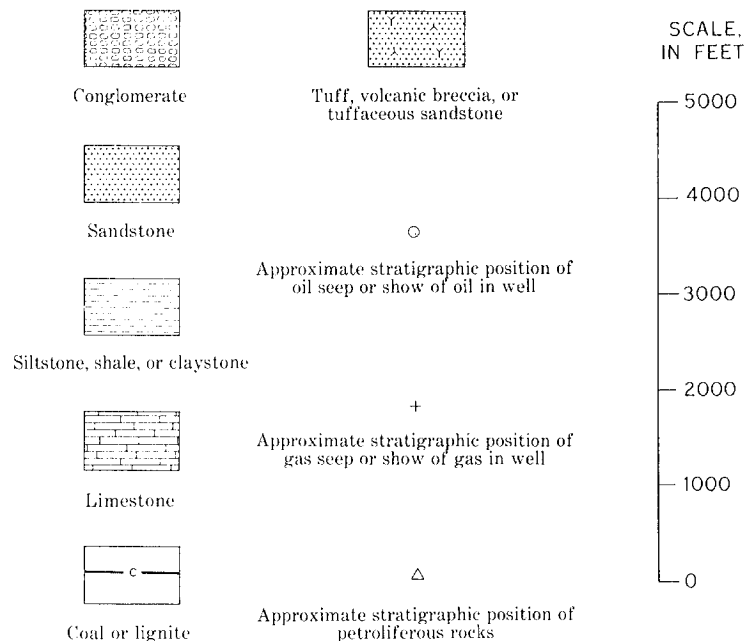 Conglomerate
Tuff, volcanic breccia, or
tuffaceous sandstone
Sandstone
Approximate stratigraphic position of
oil seep or show of oil in well
Siltstone, shale, or claystone
Approximate stratigraphic position of
gas seep or show of gas in well
Limestone
C
Coal or lignite
Approximate stratigraphic position of
petroliferous rocks
SCALE,
IN FEET
5000
4000
3000
2000
1000
0